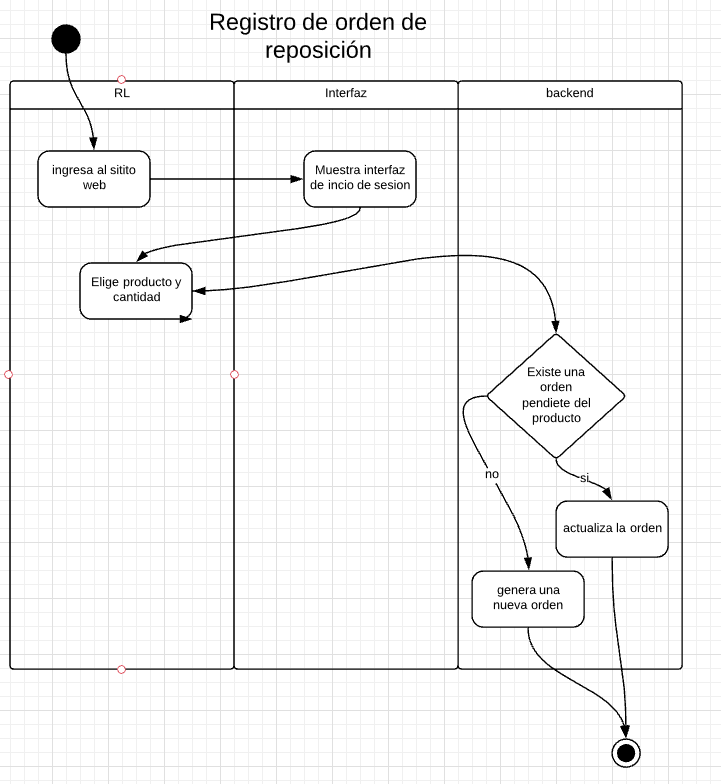 Registro de orden de
reposición
RL
Interfaz
backend
ingresa al sitito
web
Muestra interfaz
de incio de sesion
Elige producto y
cantidad
Existe una
orden
pendiete del
producto
no
si
actualiza la orden
genera una
nueva orden